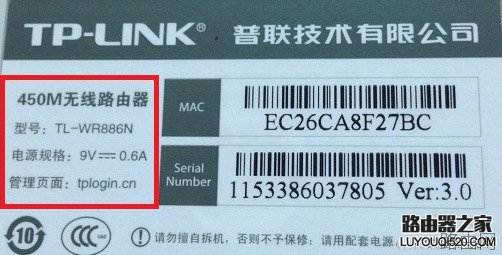 TP-LINK® 普联技术有限公司
450M无线路由器
型号：TL-WR886N
电源规格：9V⎓0.6A
管理页面：tplogin.cn
MAC
EC26CA8F27BC
Serial Number
1153386037805 Ver:3.0
10
CCC
请勿擅自拆机，否则不予保修；请用配套电源
路由器之家
LUYOUQI520.COM